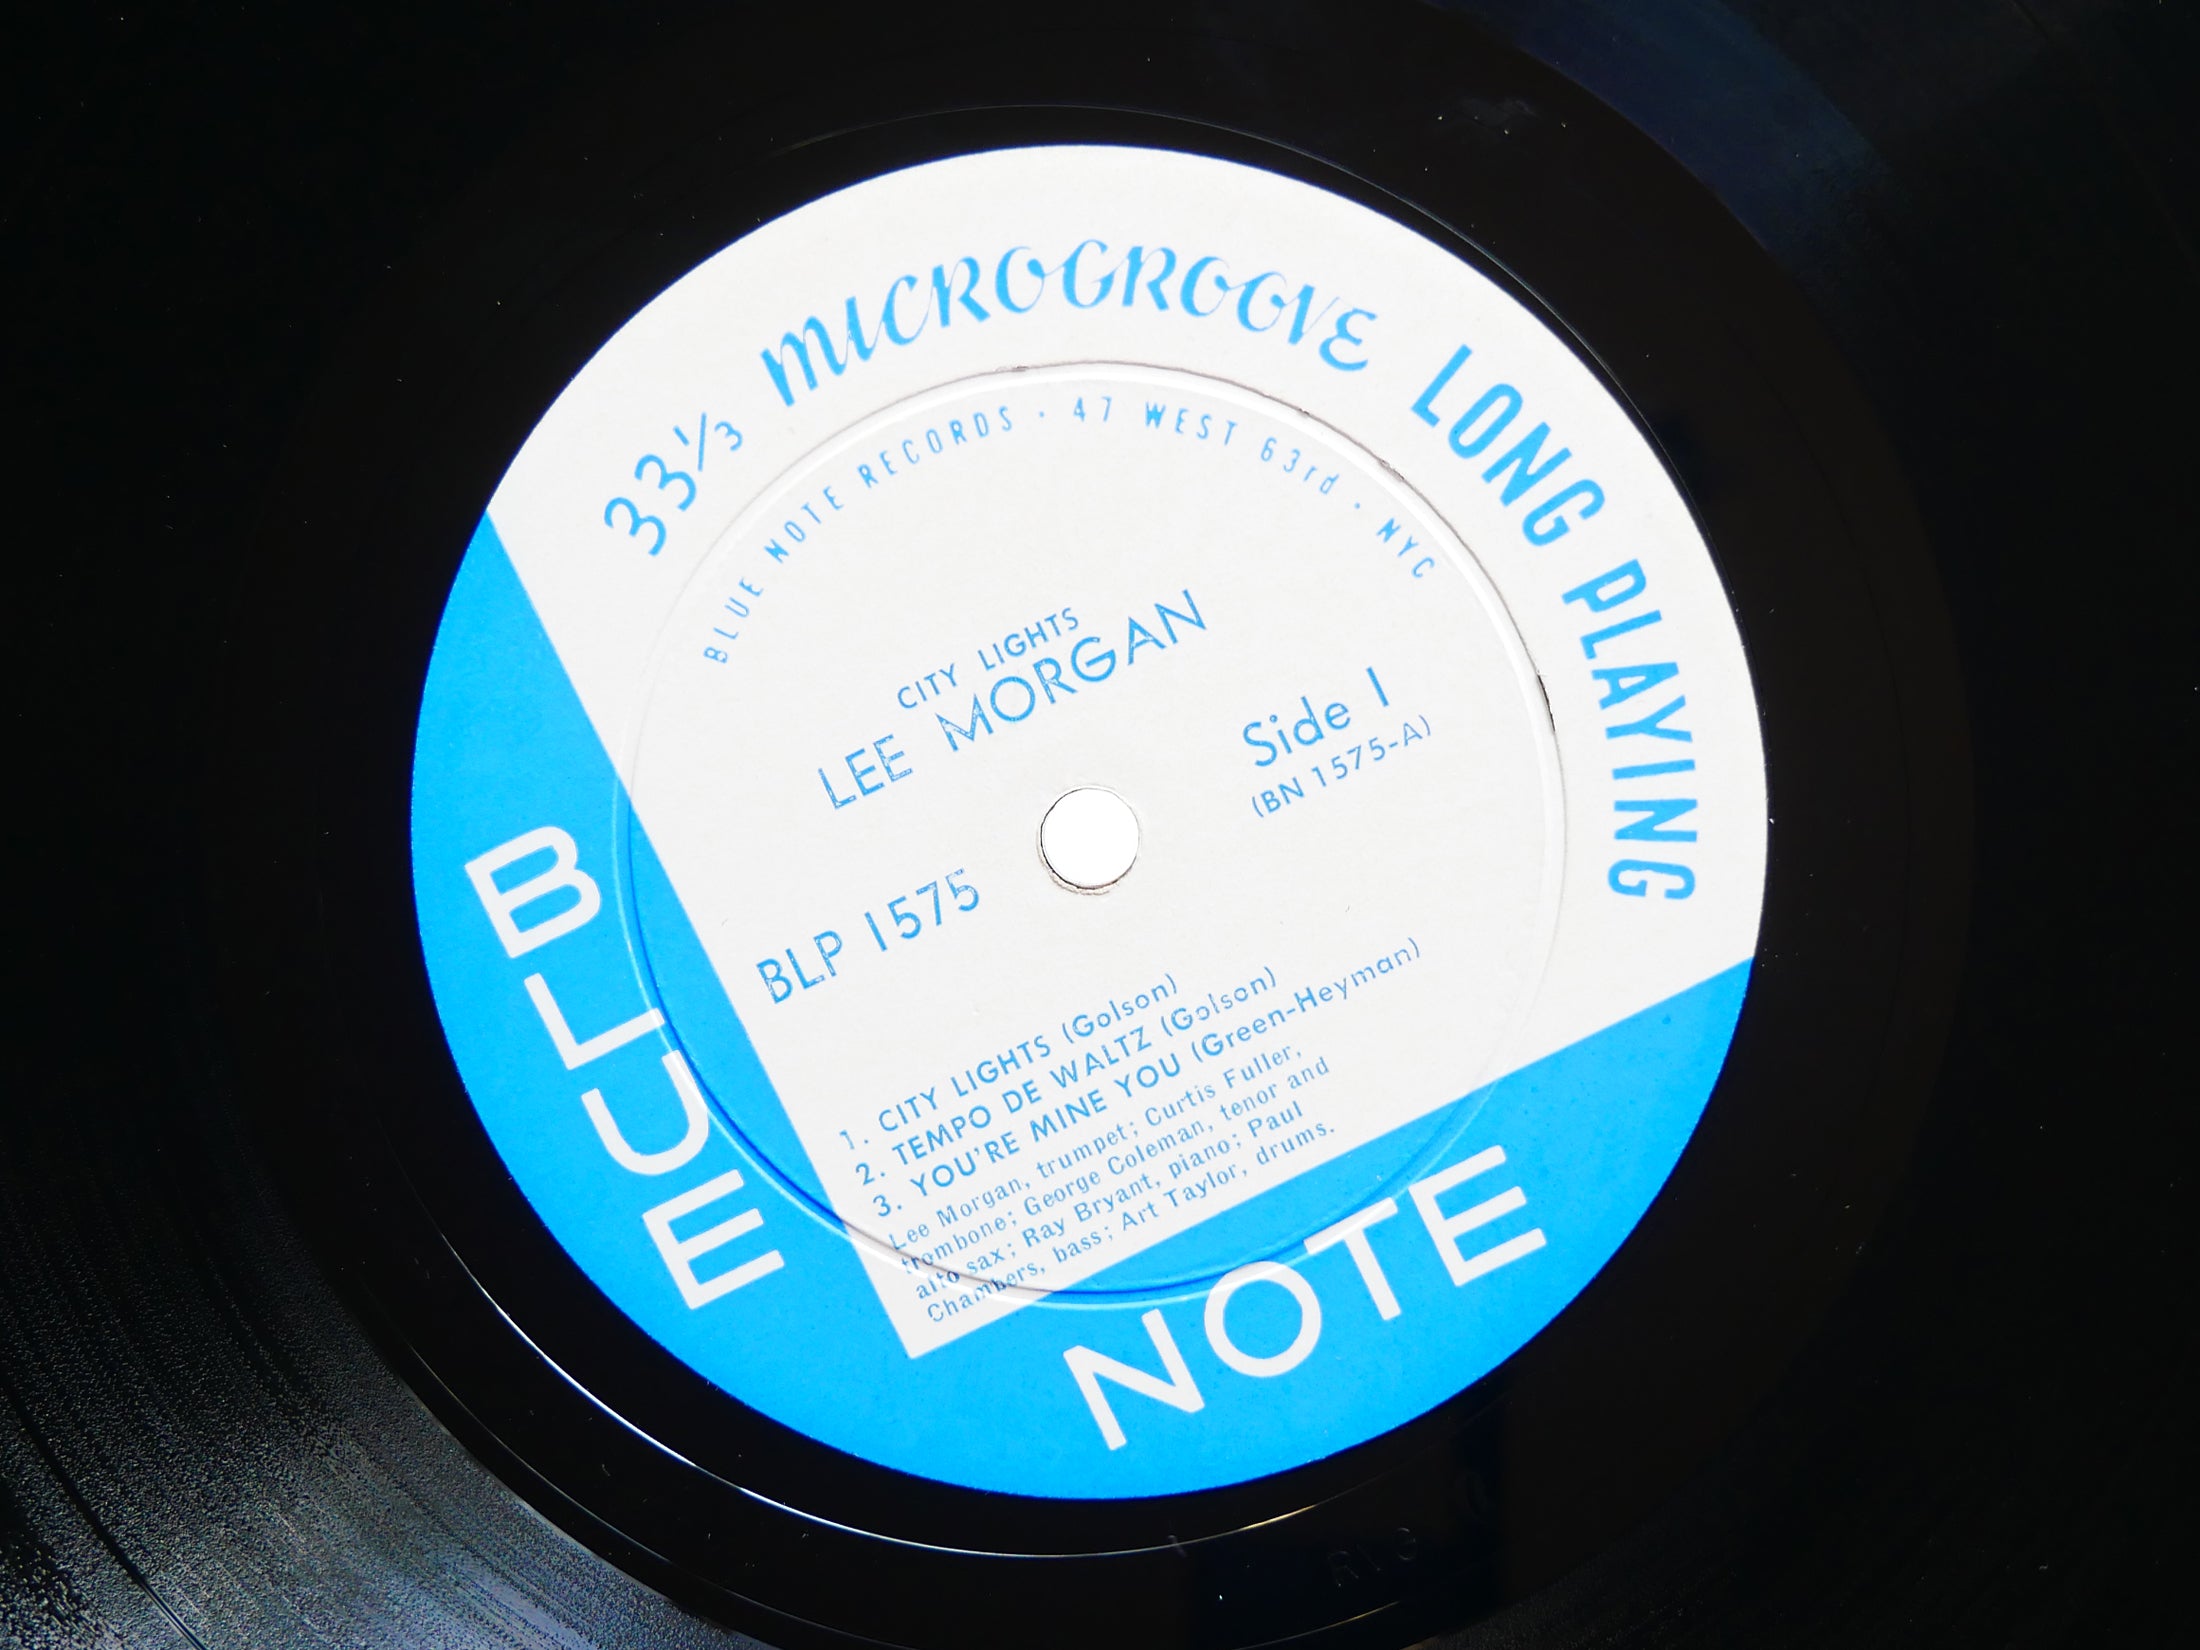 33⅓ MICROGROOVE LONG PLAYING
BLUE NOTE RECORDS · 47 WEST 63rd · NYC
CITY LIGHTS
LEE MORGAN
Side 1
(BN 1575-A)
BLP 1575
1. CITY LIGHTS (Golson)
2. TEMPO DE WALTZ (Golson)
3. YOU'RE MINE YOU (Green-Heyman)
Lee Morgan, trumpet; Curtis Fuller,
trombone; George Coleman, tenor and
alto sax; Ray Bryant, piano; Paul
Chambers, bass; Art Taylor, drums.
BLUE
NOTE